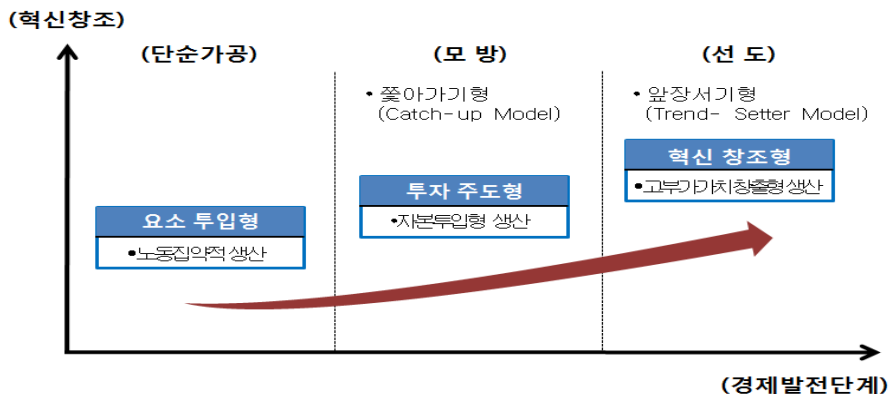 (혁신창조)
(단순가공)
(모 방)
(선 도)
• 쫓아가기형
(Catch-up Model)
• 앞장서기형
(Trend- Setter Model)
혁신 창조형
•고부가가치창출형 생산
투자 주도형
•자본투입형 생산
요소 투입형
•노동집약적 생산
(경제발전단계)